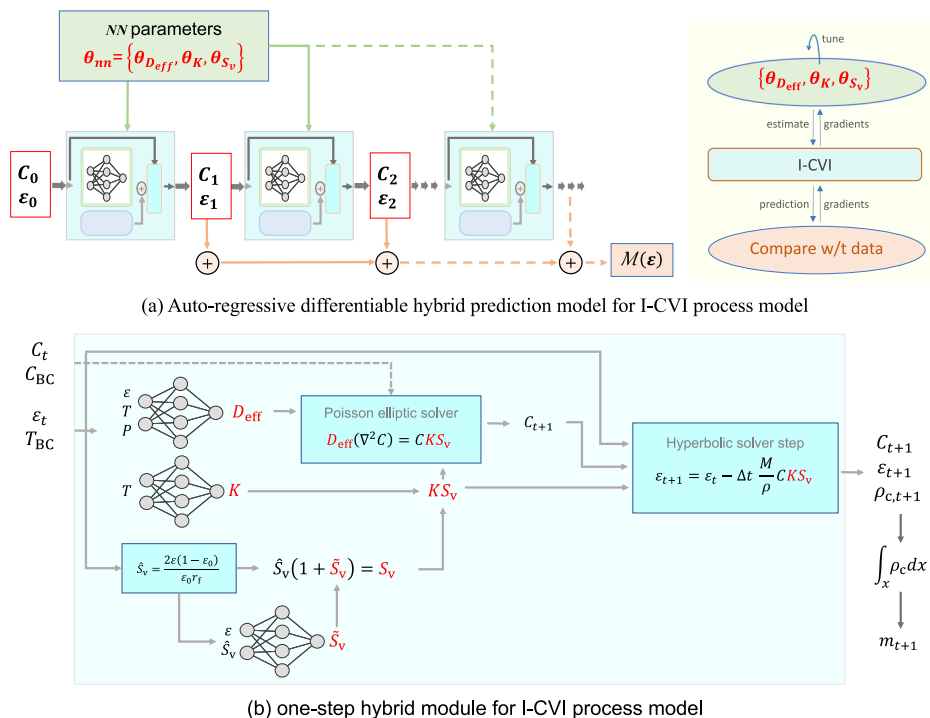 NN parameters
θnn={θDeff, θK, θSv}
C0
ε0
C1
ε1
C2
ε2
+
+
+
+
+
+
M(ε)
tune
{θDeff, θK, θSv}
estimate
gradients
I-CVI
prediction
gradients
Compare w/t data
(a) Auto-regressive differentiable hybrid prediction model for I-CVI process model
Ct
CBC
εt
TBC
ε
T
P
Deff
Poisson elliptic solver
Deff(∇²C) = CKSv
Ct+1
Hyperbolic solver step
εt+1 = εt − Δt M/ρ CKSv
Ct+1
εt+1
ρc,t+1
T
K
KSv
Ŝv = 2ε(1 − ε0)/ε0rf
Ŝv(1 + S̃v) = Sv
∫x ρcdx
ε
Ŝv
S̃v
mt+1
(b) one-step hybrid module for I-CVI process model